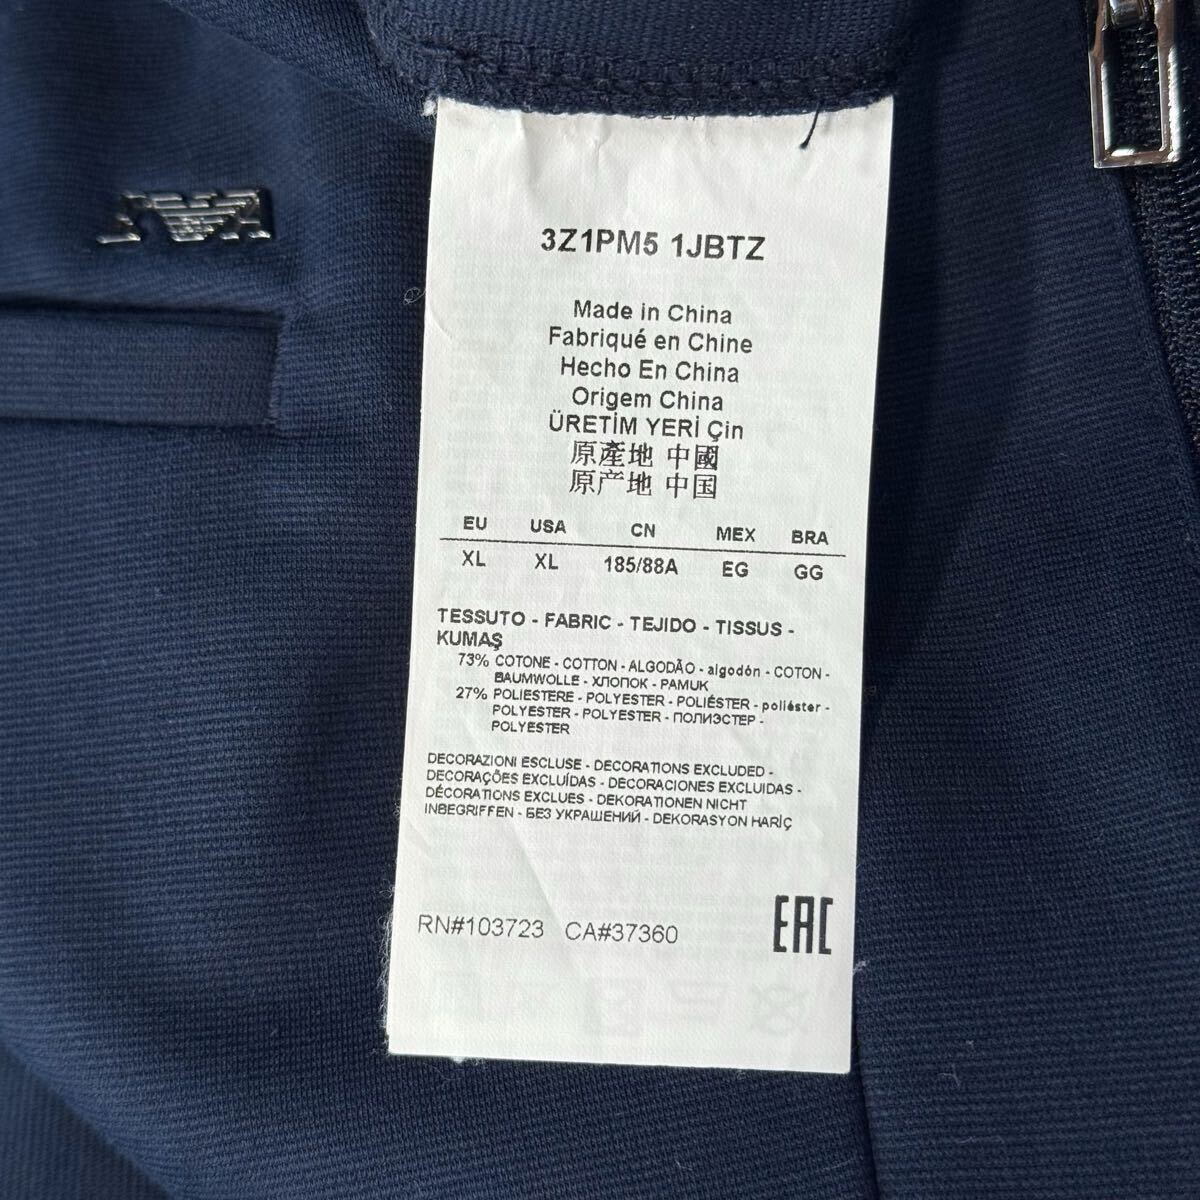 3Z1PM5 1JBTZ
Made in China
Fabriqué en Chine
Hecho En China
Origem China
ÜRETİM YERİ Çin
原產地 中國
原产地 中国
EU USA CN MEX BRA
XL XL 185/88A EG GG
TESSUTO - FABRIC - TEJIDO - TISSUS -
KUMAŞ
73% COTONE - COTTON - ALGODÃO - algodón - COTON -
BAUMWOLLE - ХЛОПОК - PAMUK
27% POLIESTERE - POLYESTER - POLIÉSTER - poliéster -
POLYESTER - POLYESTER - ПОЛИЭСТЕР -
POLYESTER
DECORAZIONI ESCLUSE - DECORATIONS EXCLUDED -
DECORAÇÕES EXCLUÍDAS - DECORACIONES EXCLUIDAS -
DÉCORATIONS EXCLUES - DEKORATIONEN NICHT
INBEGRIFFEN - БЕЗ УКРАШЕНИЙ - DEKORASYON HARİÇ
RN#103723 CA#37360 EAC